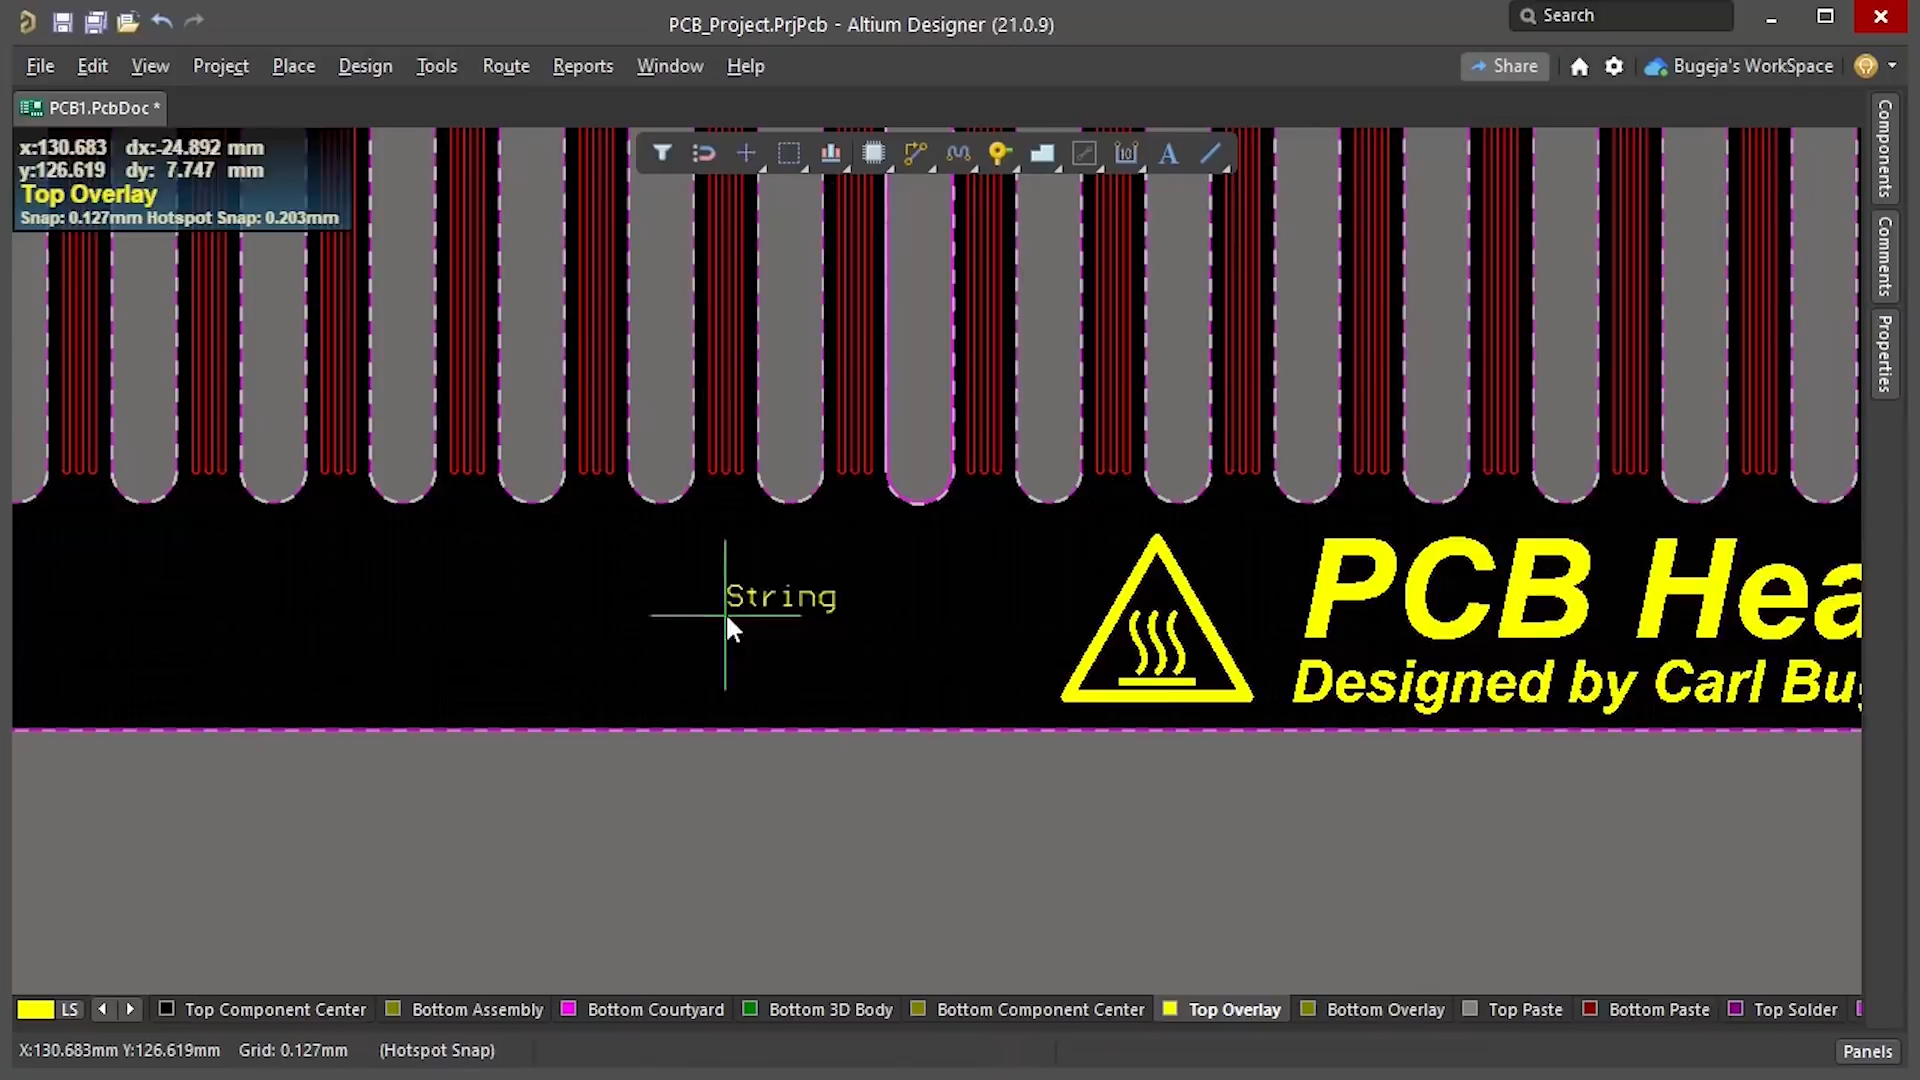 PCB_Project.PrjPcb - Altium Designer (21.0.9)
Search
File Edit View Project Place Design Tools Route Reports Window Help
Share
Bugeja's WorkSpace
PCB1.PcbDoc *
x:130.683 dx:-24.892 mm
y:126.619 dy: 7.747 mm
Top Overlay
Snap: 0.127mm Hotspot Snap: 0.203mm
10
A
Components
Comments
Properties
String
PCB Hea
Designed by Carl Bug
LS Top Component Center Bottom Assembly Bottom Courtyard Bottom 3D Body Bottom Component Center Top Overlay Bottom Overlay Top Paste Bottom Paste Top Solder
X:130.683mm Y:126.619mm Grid: 0.127mm (Hotspot Snap)
Panels